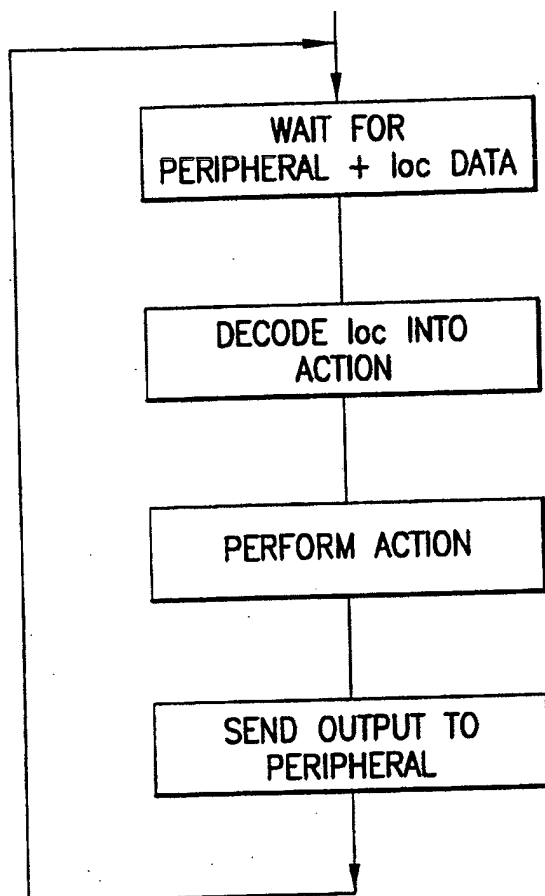 WAIT FOR
PERIPHERAL + loc DATA
DECODE loc INTO
ACTION
PERFORM ACTION
SEND OUTPUT TO
PERIPHERAL